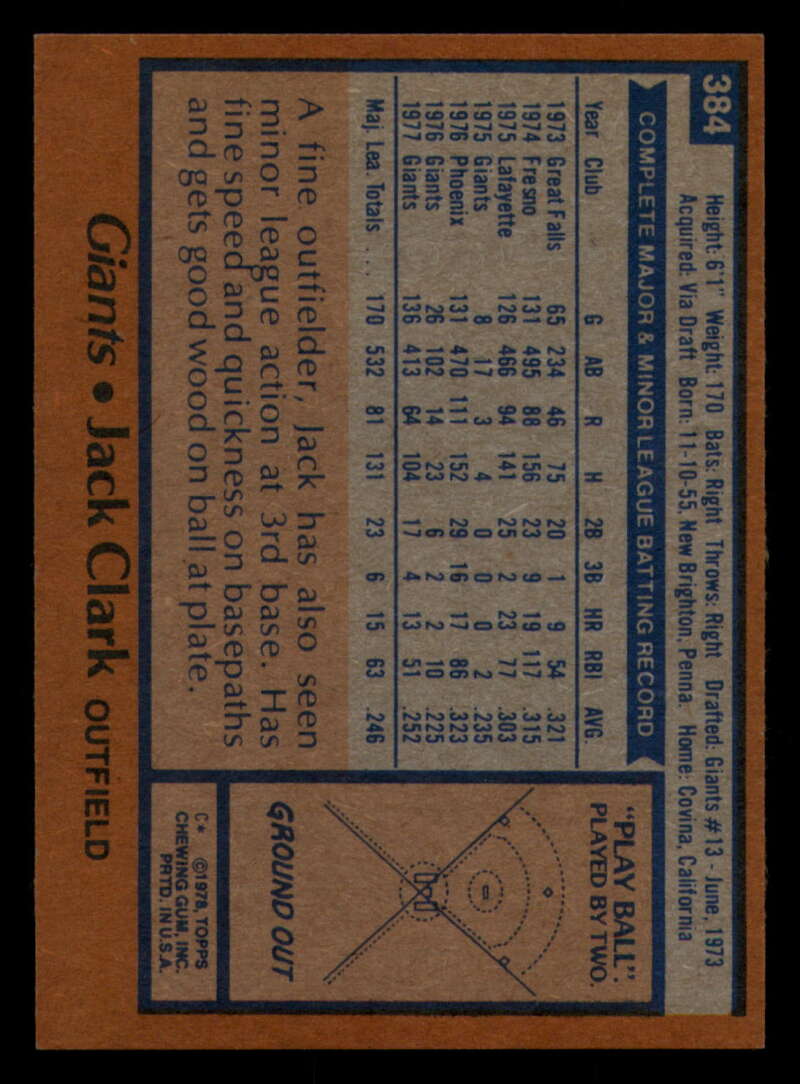 384
Height: 6'1" Weight: 170 Bats: Right Throws: Right Drafted: Giants #13 - June, 1973
Acquired: Via Draft Born: 11-10-55, New Brighton, Penna. Home: Covina, California
COMPLETE MAJOR & MINOR LEAGUE BATTING RECORD
Year Club G AB R H 2B 3B HR RBI AVG.
1973 Great Falls 65 234 46 75 20 1 9 54 .321
1974 Fresno 131 495 88 156 23 9 19 117 .315
1975 Lafayette 126 466 94 141 25 2 23 77 .303
1975 Giants 8 17 3 4 0 0 0 2 .235
1976 Phoenix 131 470 111 152 29 16 17 86 .323
1976 Giants 26 102 14 23 6 2 2 10 .225
1977 Giants 136 413 64 104 17 4 13 51 .252
Maj. Lea. Totals .... 170 532 81 131 23 6 15 63 .246
A fine outfielder, Jack has also seen
minor league action at 3rd base. Has
fine speed and quickness on basepaths
and gets good wood on ball at plate.
"PLAY BALL"
PLAYED BY TWO.
GROUND OUT
C* ©1978, TOPPS
CHEWING GUM, INC.
PRTD. IN U.S.A.
Giants • Jack Clark OUTFIELD